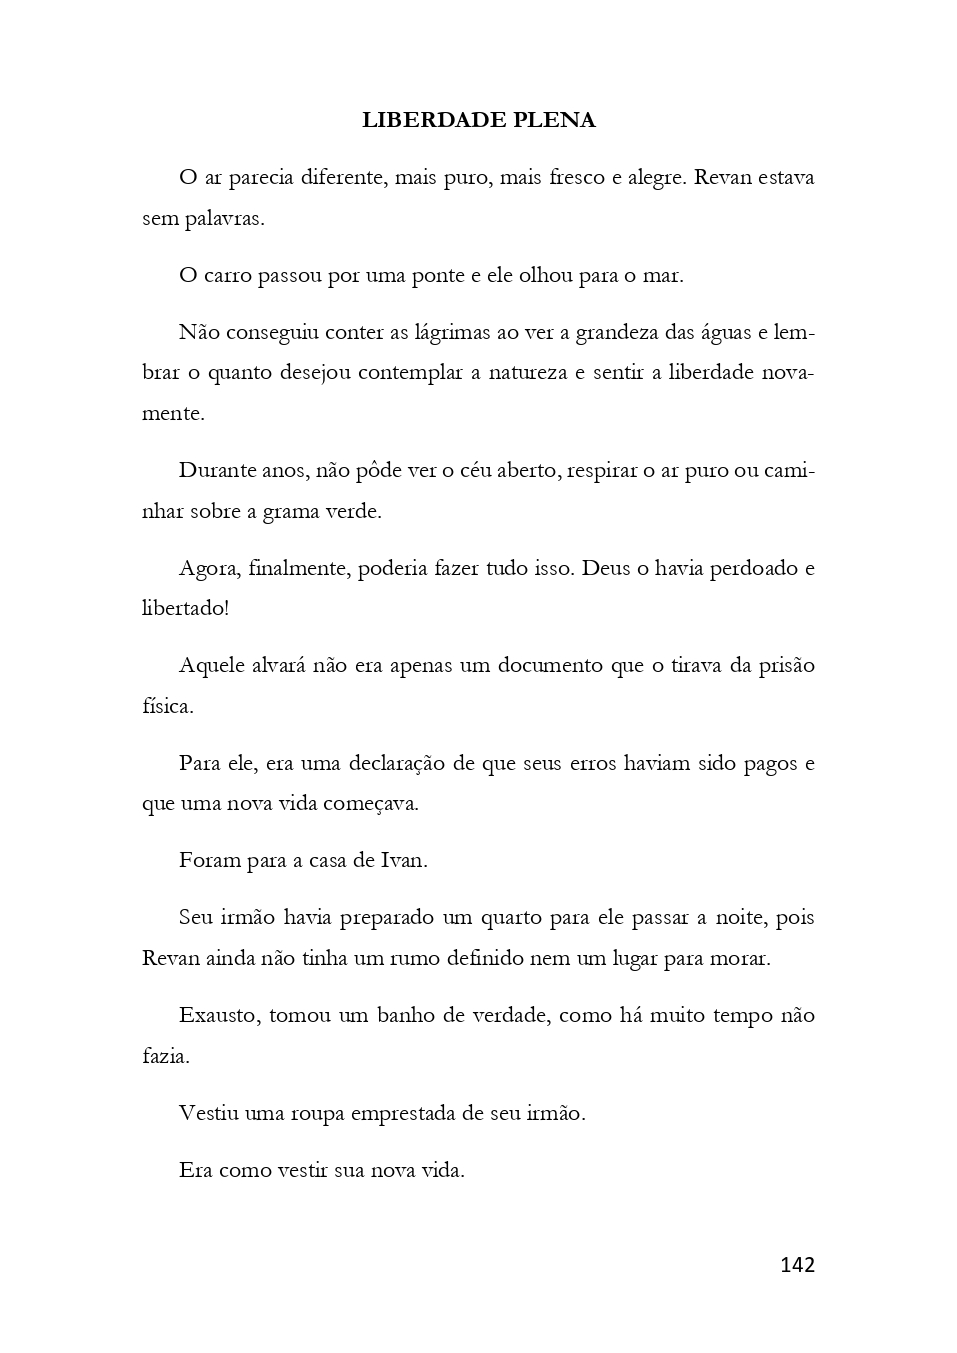 LIBERDADE PLENA
O ar parecia diferente, mais puro, mais fresco e alegre. Revan estava
sem palavras.
O carro passou por uma ponte e ele olhou para o mar.
Não conseguiu conter as lágrimas ao ver a grandeza das águas e lem-
brar o quanto desejou contemplar a natureza e sentir a liberdade nova-
mente.
Durante anos, não pôde ver o céu aberto, respirar o ar puro ou cami-
nhar sobre a grama verde.
Agora, finalmente, poderia fazer tudo isso. Deus o havia perdoado e
libertado!
Aquele alvará não era apenas um documento que o tirava da prisão
física.
Para ele, era uma declaração de que seus erros haviam sido pagos e
que uma nova vida começava.
Foram para a casa de Ivan.
Seu irmão havia preparado um quarto para ele passar a noite, pois
Revan ainda não tinha um rumo definido nem um lugar para morar.
Exausto, tomou um banho de verdade, como há muito tempo não
fazia.
Vestiu uma roupa emprestada de seu irmão.
Era como vestir sua nova vida.
142